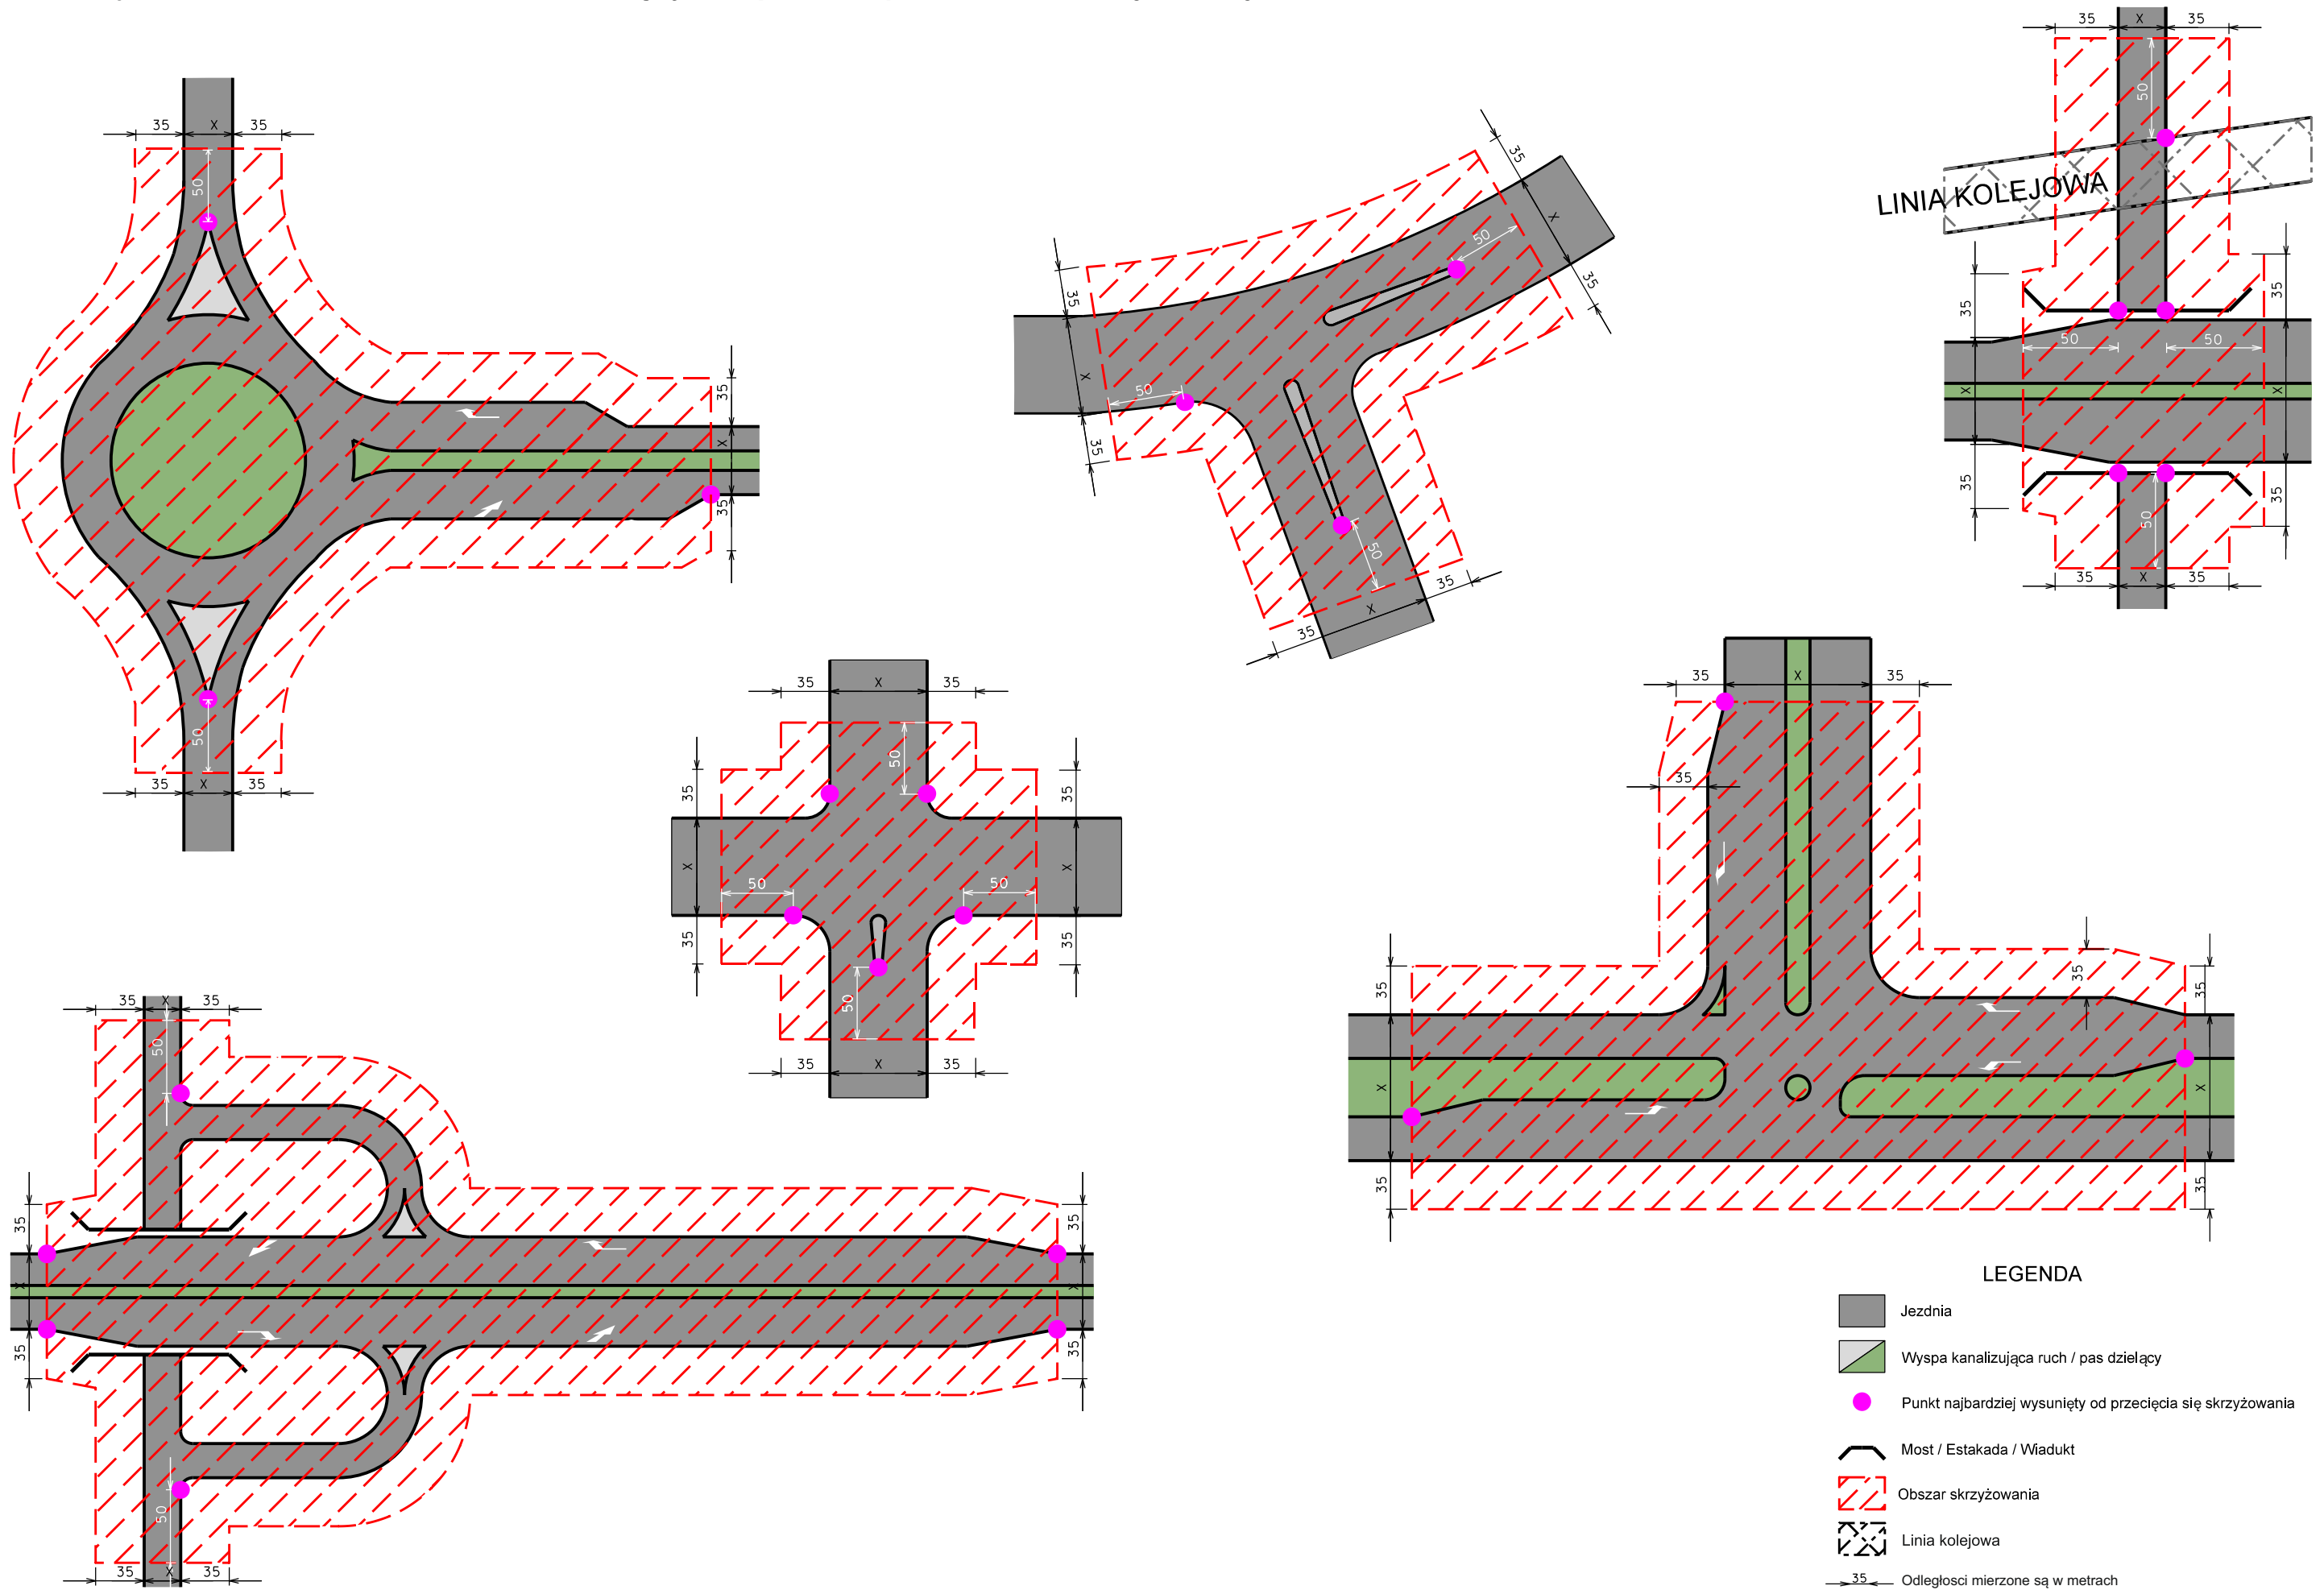 35 X 35
50
50
35 X 35
35
X
35
35
50
X
35
50
35
X
35
50
35 X 35
35 X 35
50
LINIA KOLEJOWA
35
50 50
35
X X
35
35
50
35 X 35
35 X 35
50
35
35
X
X
50 50
35
35
50
35 X 35
35 X 35
35
35
35
35
X
X
35
35
35 X 35
50
35
35
X
X
35
35
50
35 X 35
LEGENDA
Jezdnia
Wyspa kanalizująca ruch / pas dzielący
Punkt najbardziej wysunięty od przecięcia się skrzyżowania
Most / Estakada / Wiadukt
Obszar skrzyżowania
Linia kolejowa
35 Odległosci mierzone są w metrach